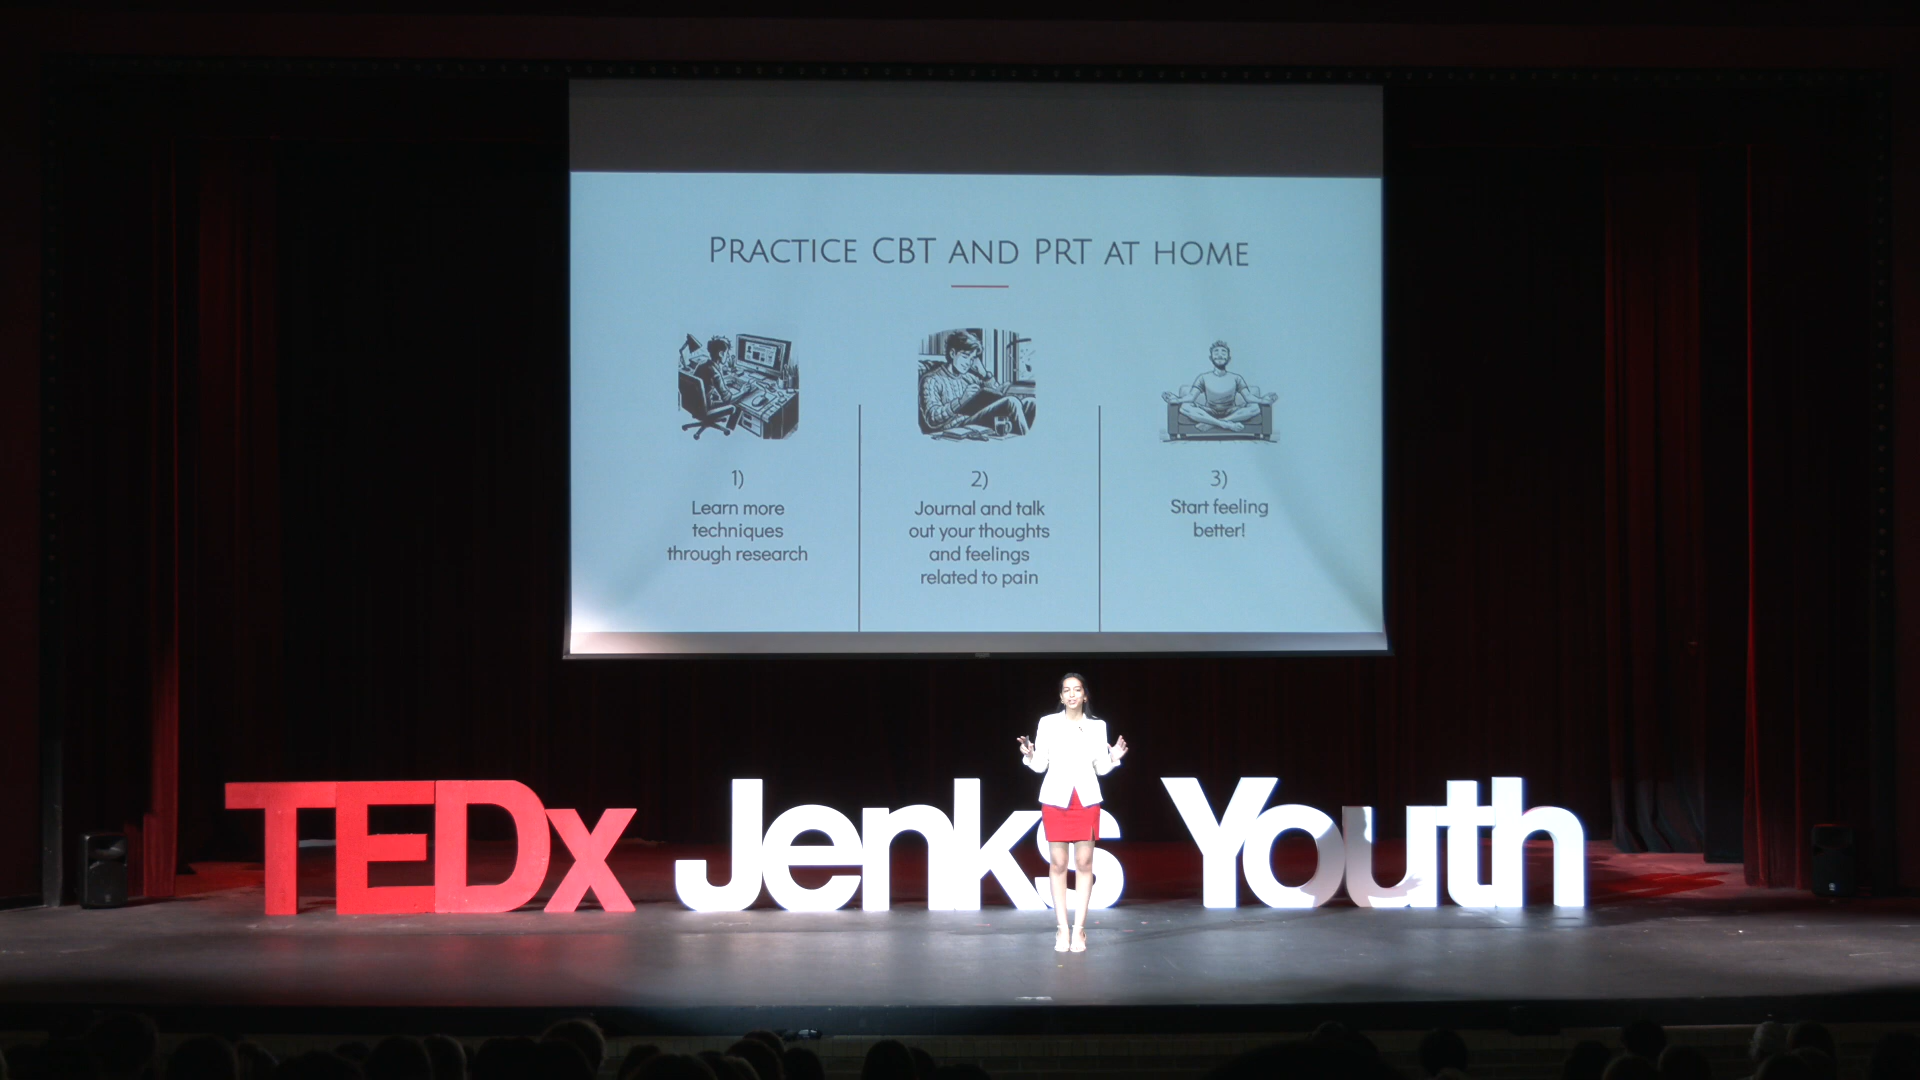 PRACTICE CBT AND PRT AT HOME
1)
Learn more
techniques
through research
2)
Journal and talk
out your thoughts
and feelings
related to pain
3)
Start feeling
better!
TEDx Jenks Youth